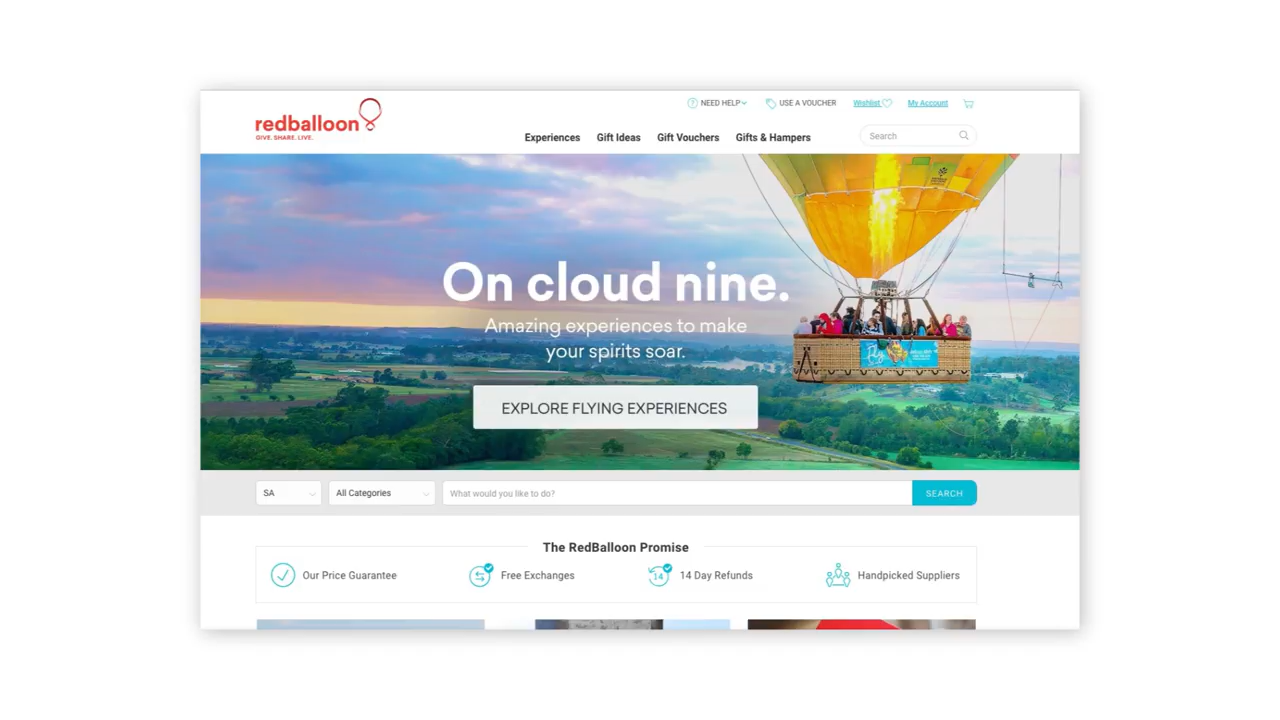 redballoon
GIVE. SHARE. LIVE.
NEED HELP
USE A VOUCHER
Wishlist
My Account
Experiences
Gift Ideas
Gift Vouchers
Gifts & Hampers
Search
On cloud nine.
Amazing experiences to make
your spirits soar.
Fly
EXPLORE FLYING EXPERIENCES
SA
All Categories
What would you like to do?
SEARCH
The RedBalloon Promise
Our Price Guarantee
Free Exchanges
14
14 Day Refunds
Handpicked Suppliers